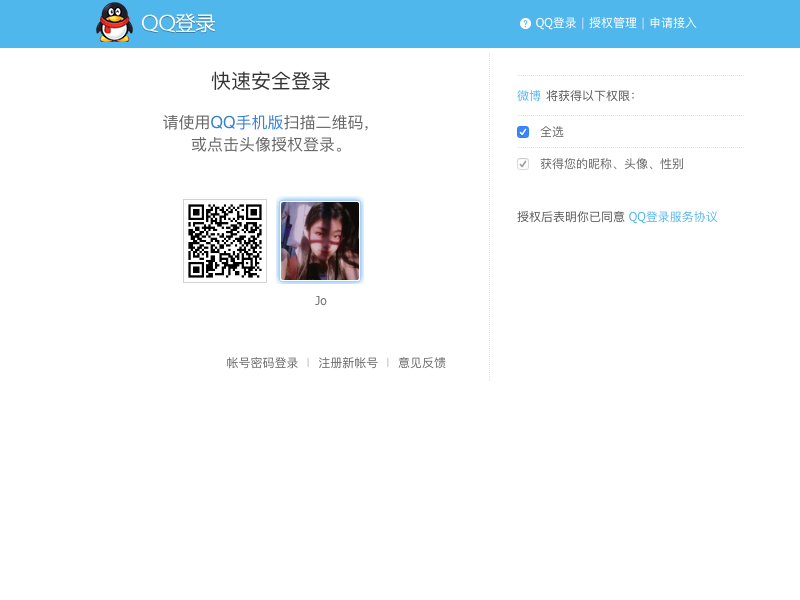 QQ登录
QQ登录 | 授权管理 | 申请接入
快速安全登录
请使用QQ手机版扫描二维码，
或点击头像授权登录。
Jo
帐号密码登录 | 注册新帐号 | 意见反馈
微博 将获得以下权限：
全选
获得您的昵称、头像、性别
授权后表明你已同意 QQ登录服务协议